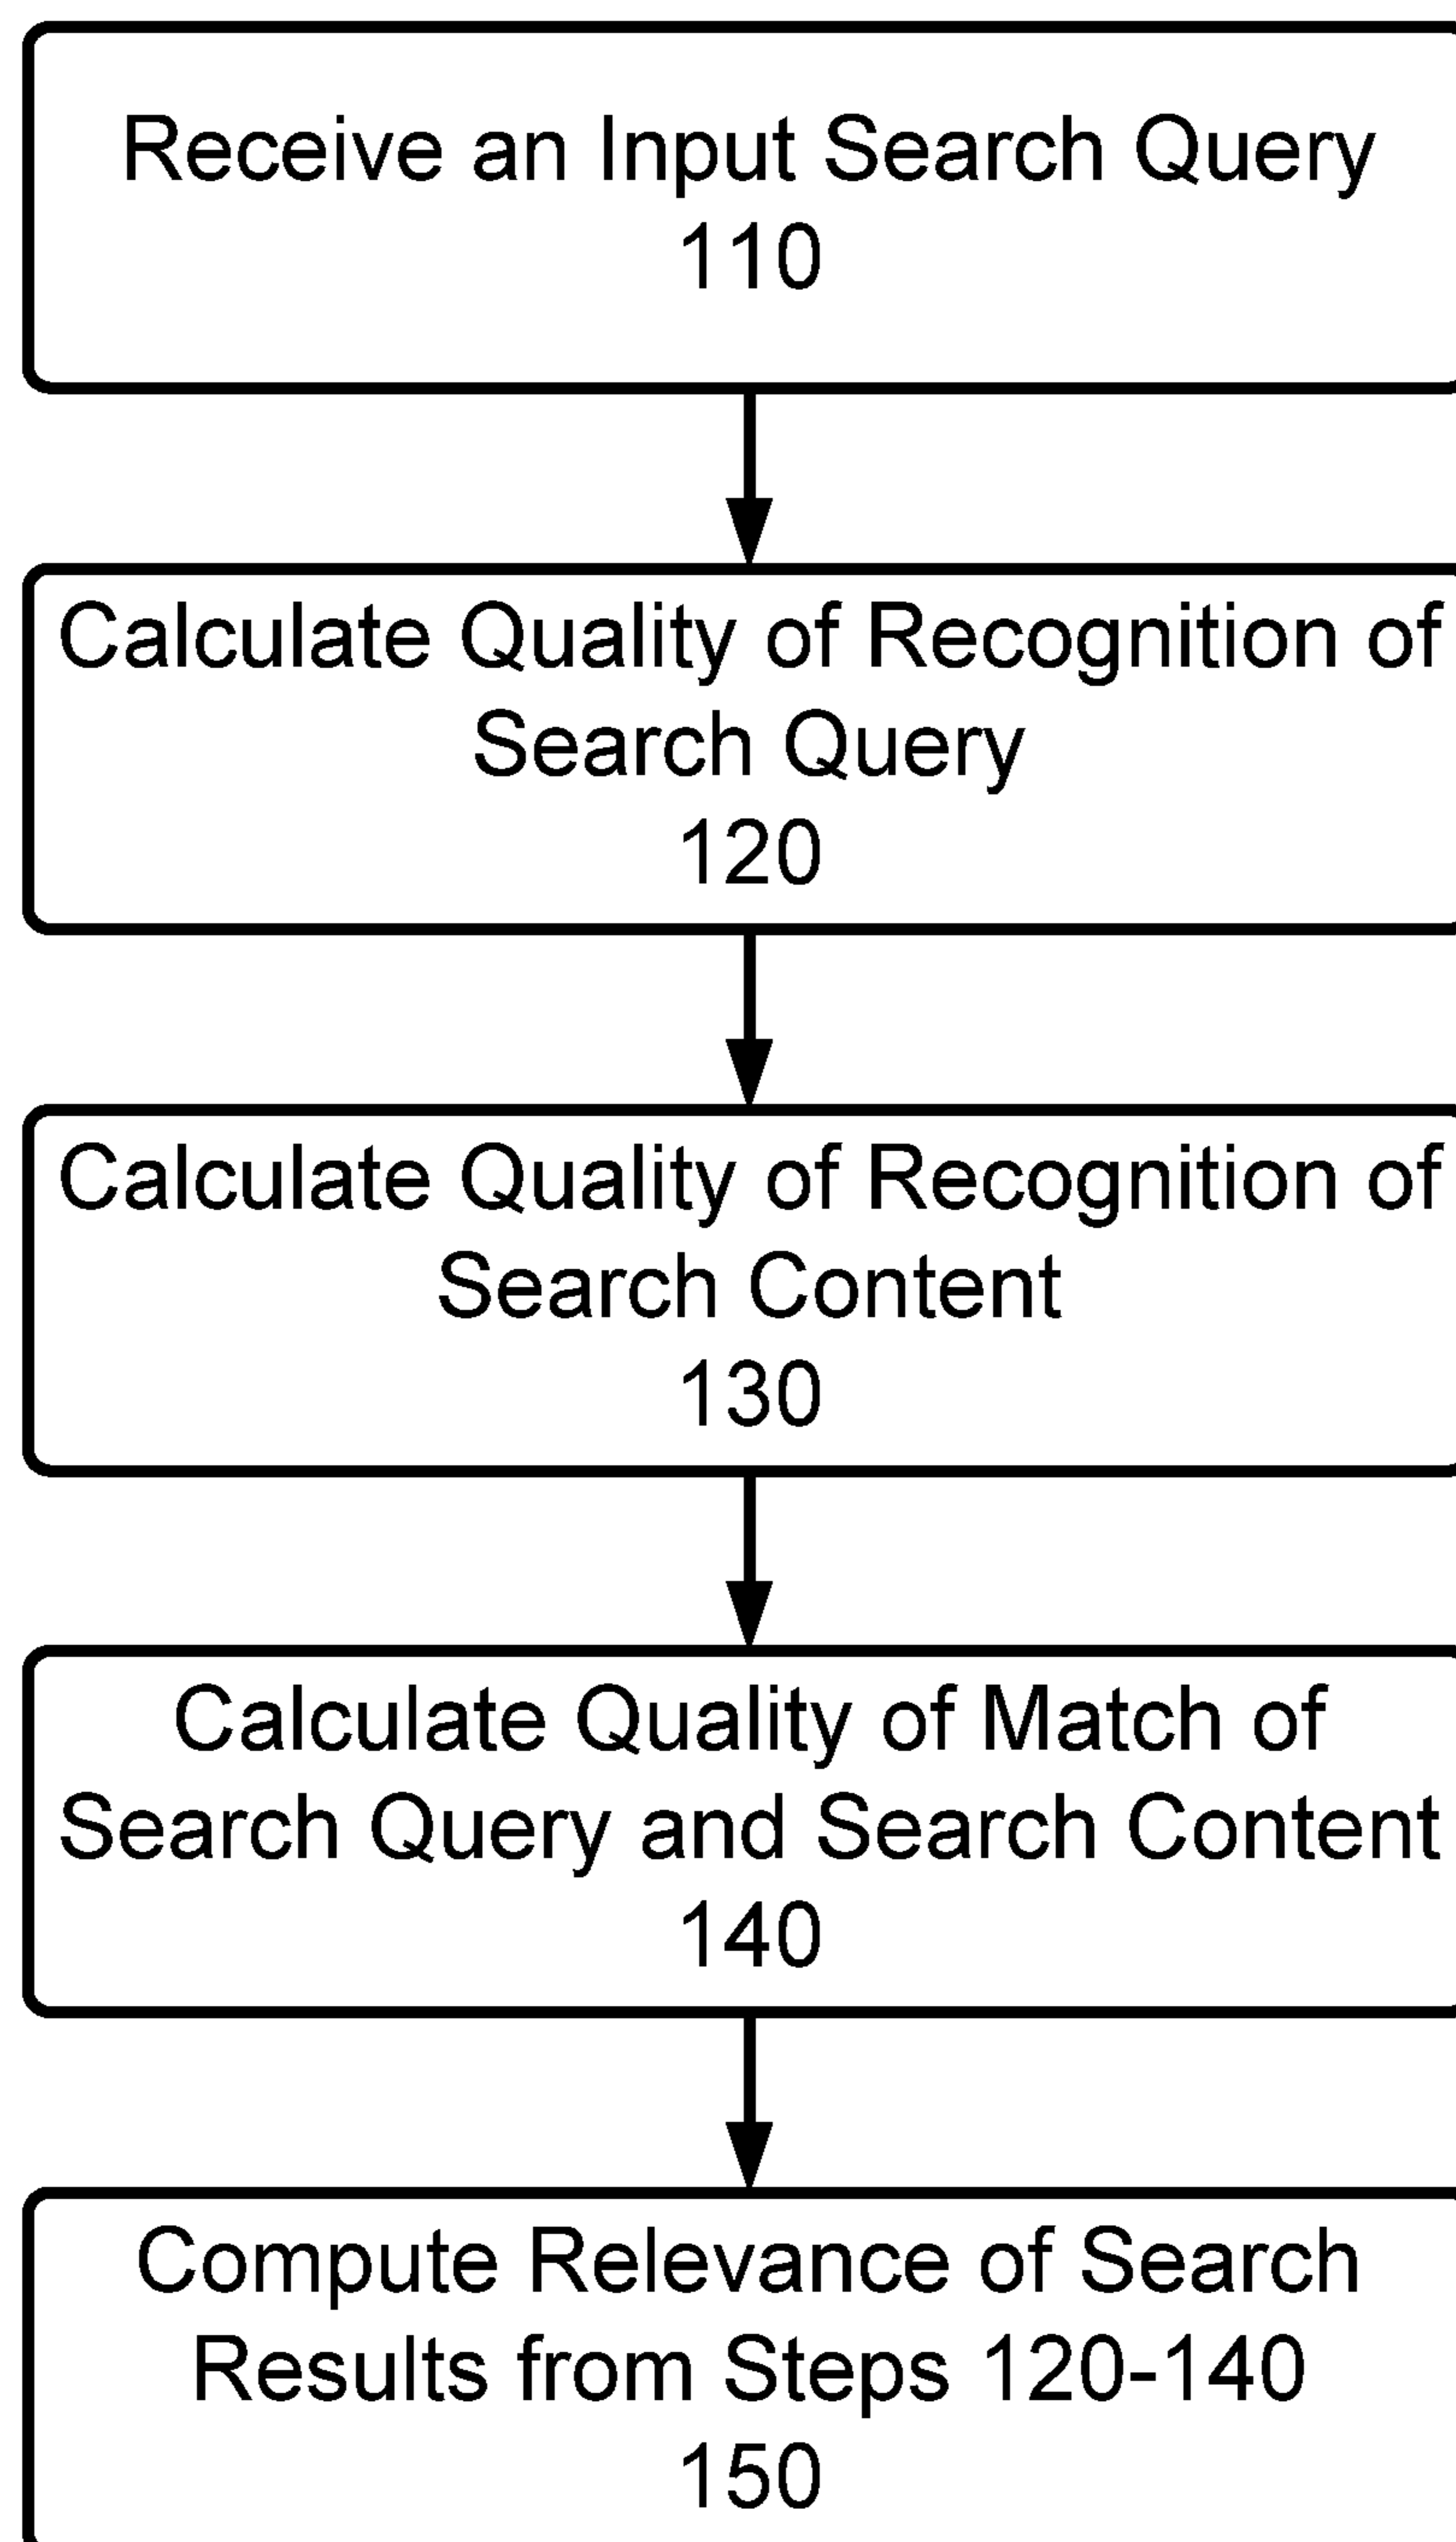 Receive an Input Search Query
110
Calculate Quality of Recognition of
Search Query
120
Calculate Quality of Recognition of
Search Content
130
Calculate Quality of Match of
Search Query and Search Content
140
Compute Relevance of Search
Results from Steps 120-140
150